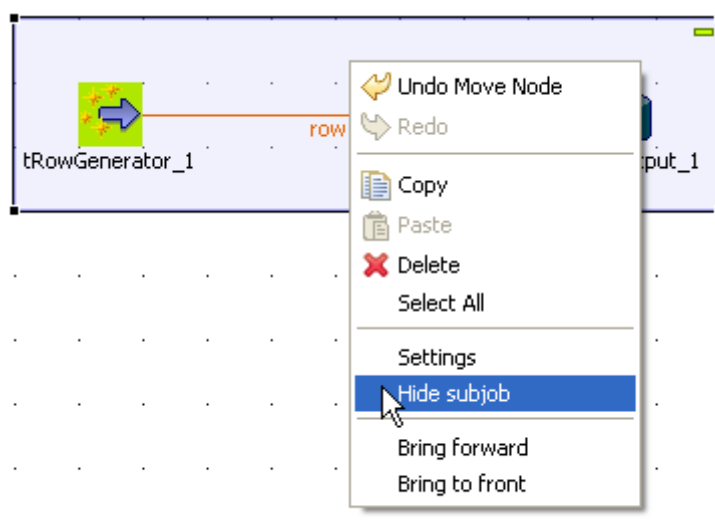 Undo Move Node
row
Redo
tRowGenerator_1
put_1
Copy
Paste
Delete
Select All
Settings
Hide subjob
Bring forward
Bring to front